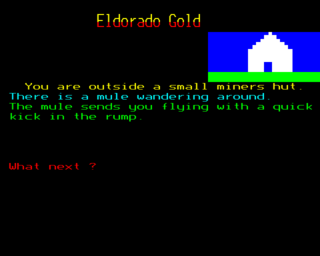 Eldorado Gold
You are outside a small miners hut.
There is a mule wandering around.
The mule sends you flying with a quick
kick in the rump.
What next ?